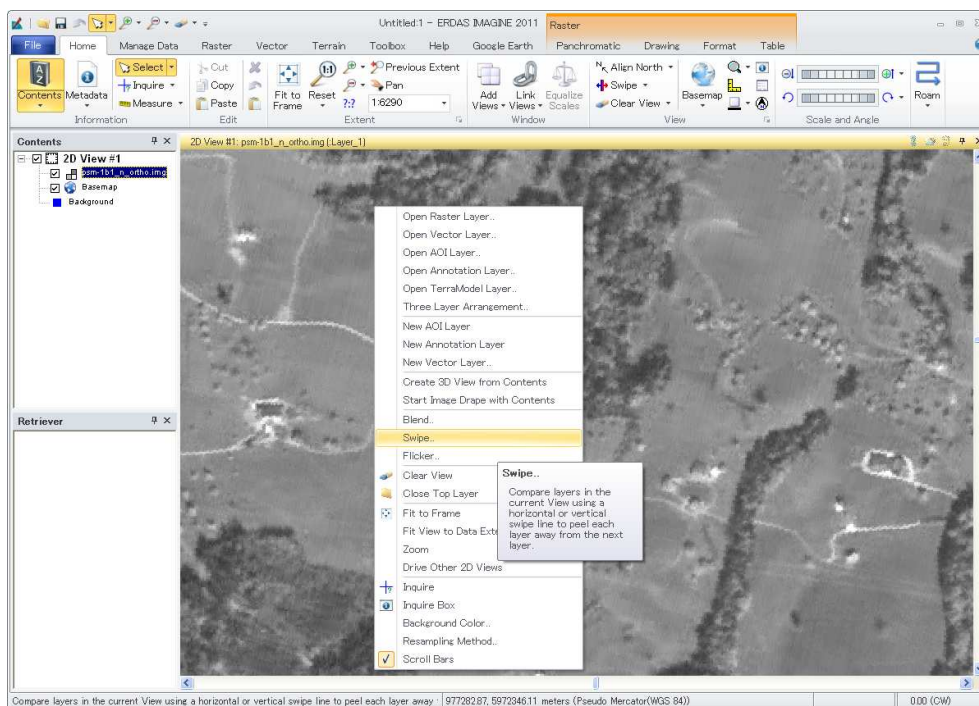 Untitled:1 - ERDAS IMAGINE 2011
Raster
File Home Manage Data Raster Vector Terrain Toolbox Help Google Earth Panchromatic Drawing Format Table
Contents
Metadata
Select
Inquire
Measure
Information
Cut
Copy
Paste
Edit
Fit to Frame
1:1
Reset
?:?
Previous Extent
Pan
1:6290
Extent
Add Views
Link Views
Equalize Scales
Window
Align North
Swipe
Clear View
Basemap
View
Scale and Angle
Roam
Contents
2D View #1
psm-1b1_n_ortho.img
Basemap
Background
Retriever
2D View #1: psm-1b1_n_ortho.img (:Layer_1)
Open Raster Layer..
Open Vector Layer..
Open AOI Layer..
Open Annotation Layer..
Open TerraModel Layer..
Three Layer Arrangement..
New AOI Layer
New Annotation Layer
New Vector Layer..
Create 3D View from Contents
Start Image Drape with Contents
Blend..
Swipe..
Flicker..
Clear View
Close Top Layer
Fit to Frame
Fit View to Data Exte
Zoom
Drive Other 2D Views
Inquire
Inquire Box
Background Color..
Resampling Method..
Scroll Bars
Swipe..
Compare layers in the
current View using a
horizontal or vertical
swipe line to peel each
layer away from the next
layer.
Compare layers in the current View using a horizontal or vertical swipe line to peel each layer away
977282.87, 5972346.11 meters (Pseudo Mercator(WGS 84))
0.00 (CW)